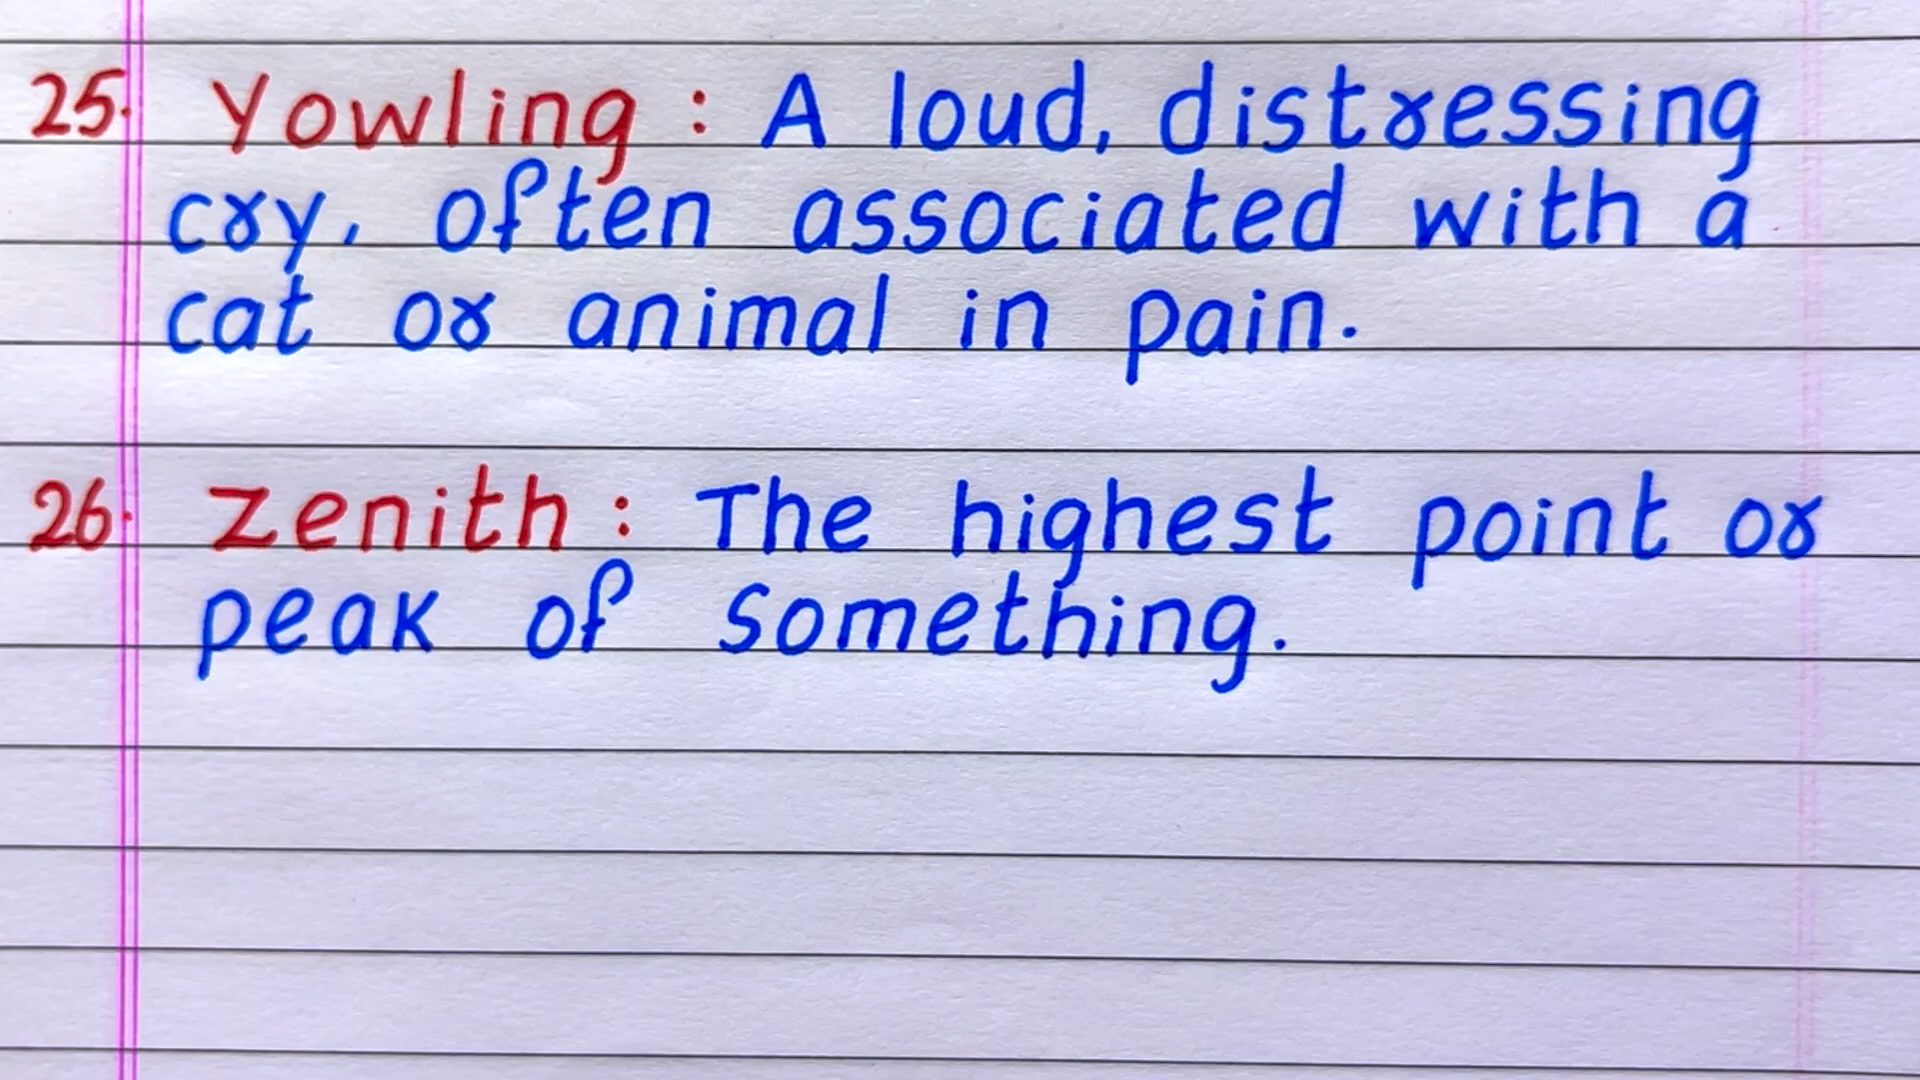 25. Yowling : A loud, distressing
cry, often associated with a
cat or animal in pain.
26. Zenith : The highest point or
peak of something.